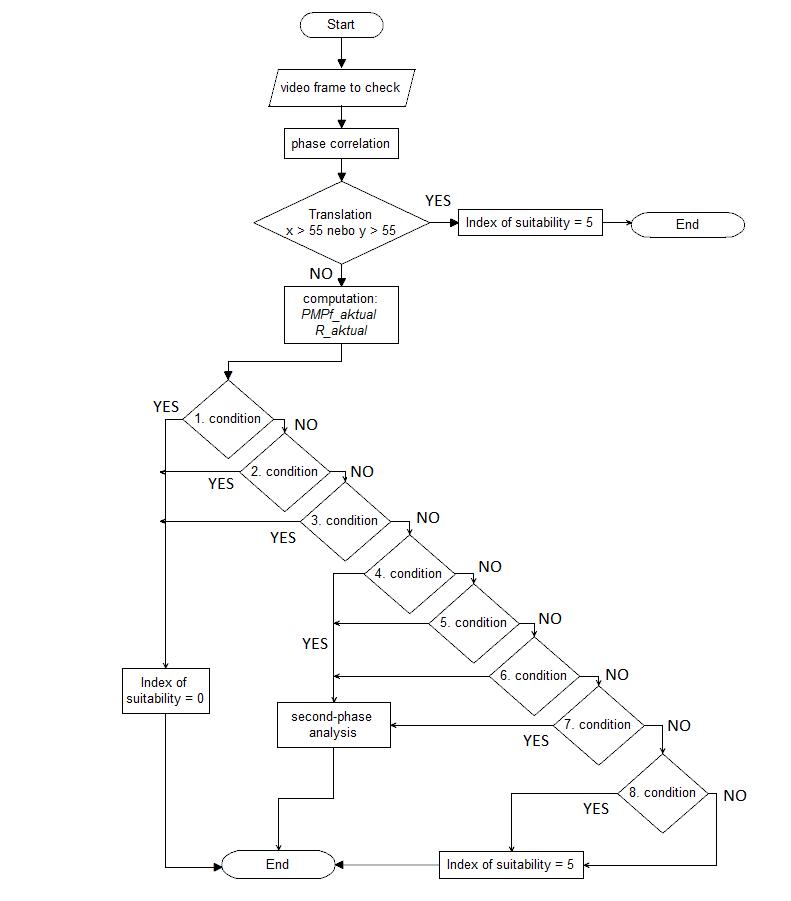 Start
video frame to check
phase correlation
YES
Translation
x > 55 nebo y > 55
Index of suitability = 5
End
NO
computation:
PMPf_aktual
R_aktual
YES
1. condition
NO
2. condition
NO
YES
3. condition
NO
YES
4. condition
NO
5. condition
NO
YES
6. condition
NO
Index of
suitability = 0
second-phase
analysis
7. condition
NO
YES
8. condition
NO
YES
End
Index of suitability = 5